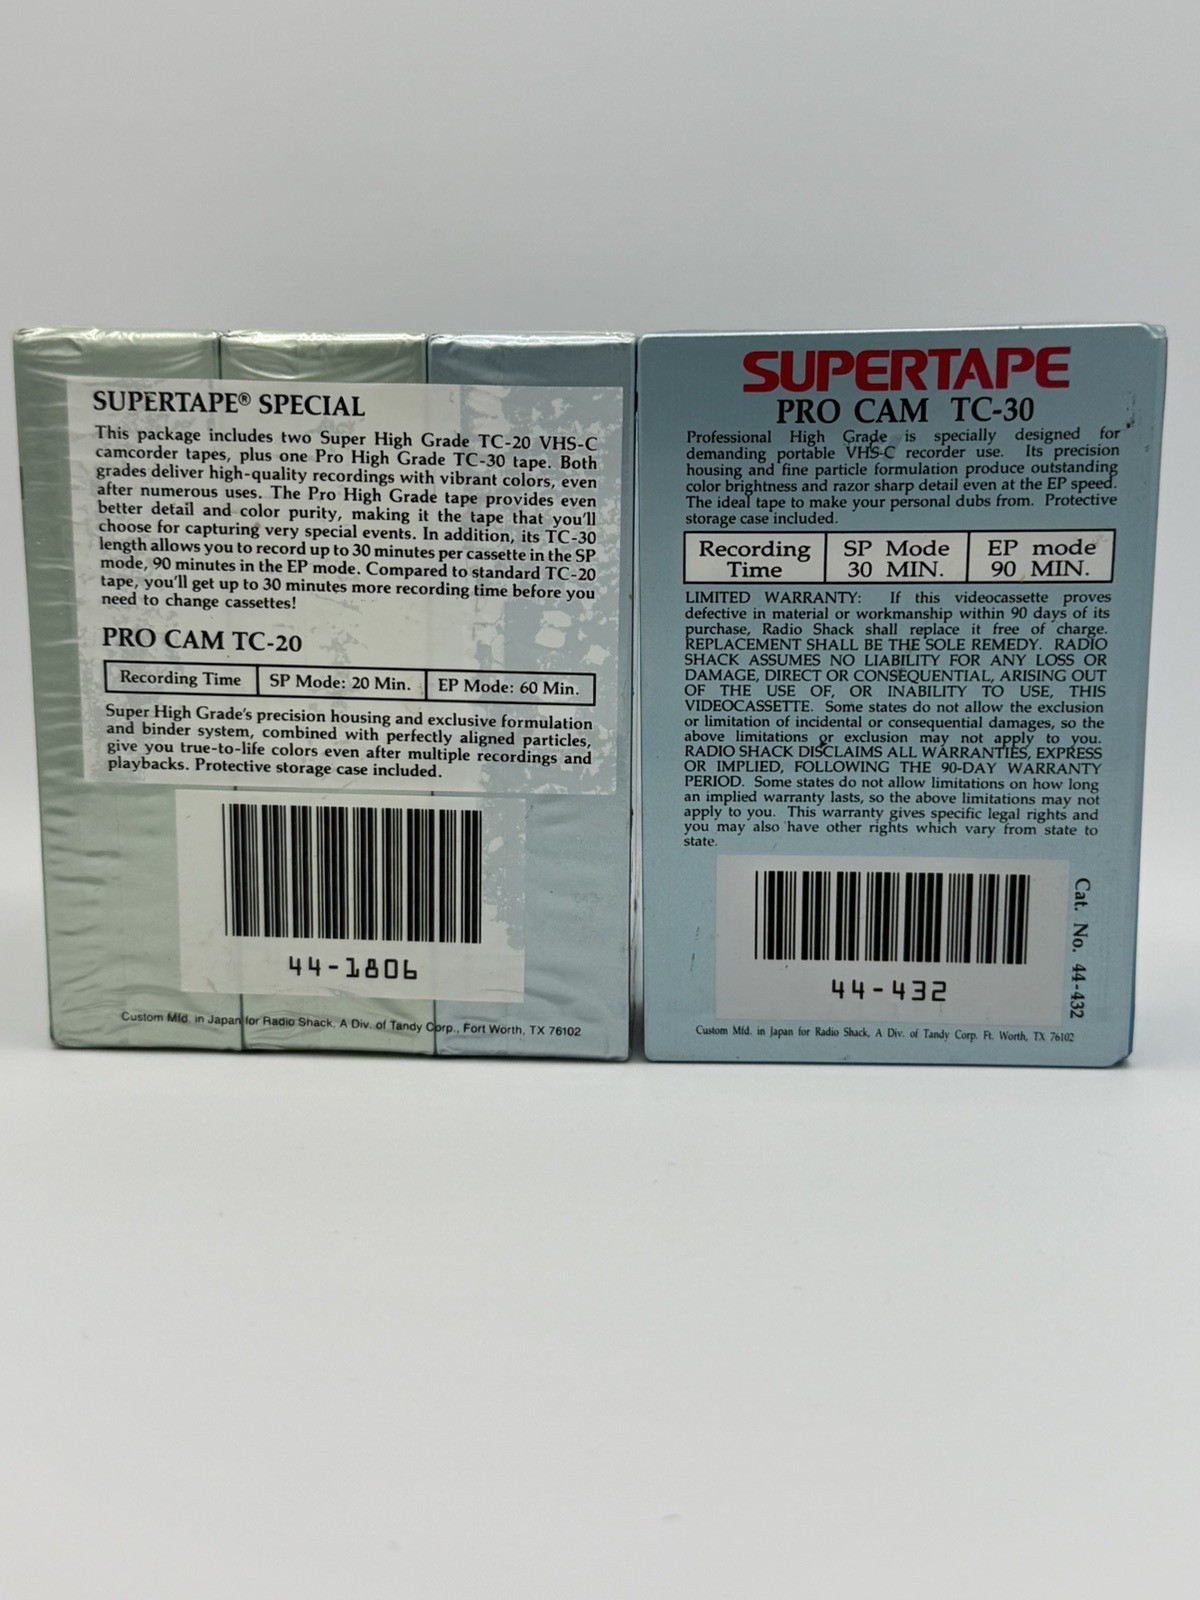 SUPERTAPE® SPECIAL
This package includes two Super High Grade TC-20 VHS-C
camcorder tapes, plus one Pro High Grade TC-30 tape. Both
grades deliver high-quality recordings with vibrant colors, even
after numerous uses. The Pro High Grade tape provides even
better detail and color purity, making it the tape that you'll
choose for capturing very special events. In addition, its TC-30
length allows you to record up to 30 minutes per cassette in the SP
mode, 90 minutes in the EP mode. Compared to standard TC-20
tape, you'll get up to 30 minutes more recording time before you
need to change cassettes!
PRO CAM TC-20
Recording Time SP Mode: 20 Min. EP Mode: 60 Min.
Super High Grade's precision housing and exclusive formulation
and binder system, combined with perfectly aligned particles,
give you true-to-life colors even after multiple recordings and
playbacks. Protective storage case included.
44-1806
Custom Mfd. in Japan for Radio Shack, A Div. of Tandy Corp., Fort Worth, TX 76102
SUPERTAPE
PRO CAM TC-30
Professional High Grade is specially designed for
demanding portable VHS-C recorder use. Its precision
housing and fine particle formulation produce outstanding
color brightness and razor sharp detail even at the EP speed.
The ideal tape to make your personal dubs from. Protective
storage case included.
Recording SP Mode EP mode
Time 30 MIN. 90 MIN.
LIMITED WARRANTY: If this videocassette proves
defective in material or workmanship within 90 days of its
purchase, Radio Shack shall replace it free of charge.
REPLACEMENT SHALL BE THE SOLE REMEDY. RADIO
SHACK ASSUMES NO LIABILITY FOR ANY LOSS OR
DAMAGE, DIRECT OR CONSEQUENTIAL, ARISING OUT
OF THE USE OF, OR INABILITY TO USE, THIS
VIDEOCASSETTE. Some states do not allow the exclusion
or limitation of incidental or consequential damages, so the
above limitations or exclusion may not apply to you.
RADIO SHACK DISCLAIMS ALL WARRANTIES, EXPRESS
OR IMPLIED, FOLLOWING THE 90-DAY WARRANTY
PERIOD. Some states do not allow limitations on how long
an implied warranty lasts, so the above limitations may not
apply to you. This warranty gives specific legal rights and
you may also have other rights which vary from state to
state.
44-432
Cat. No. 44-432
Custom Mfd. in Japan for Radio Shack, A Div. of Tandy Corp. Ft. Worth, TX 76102